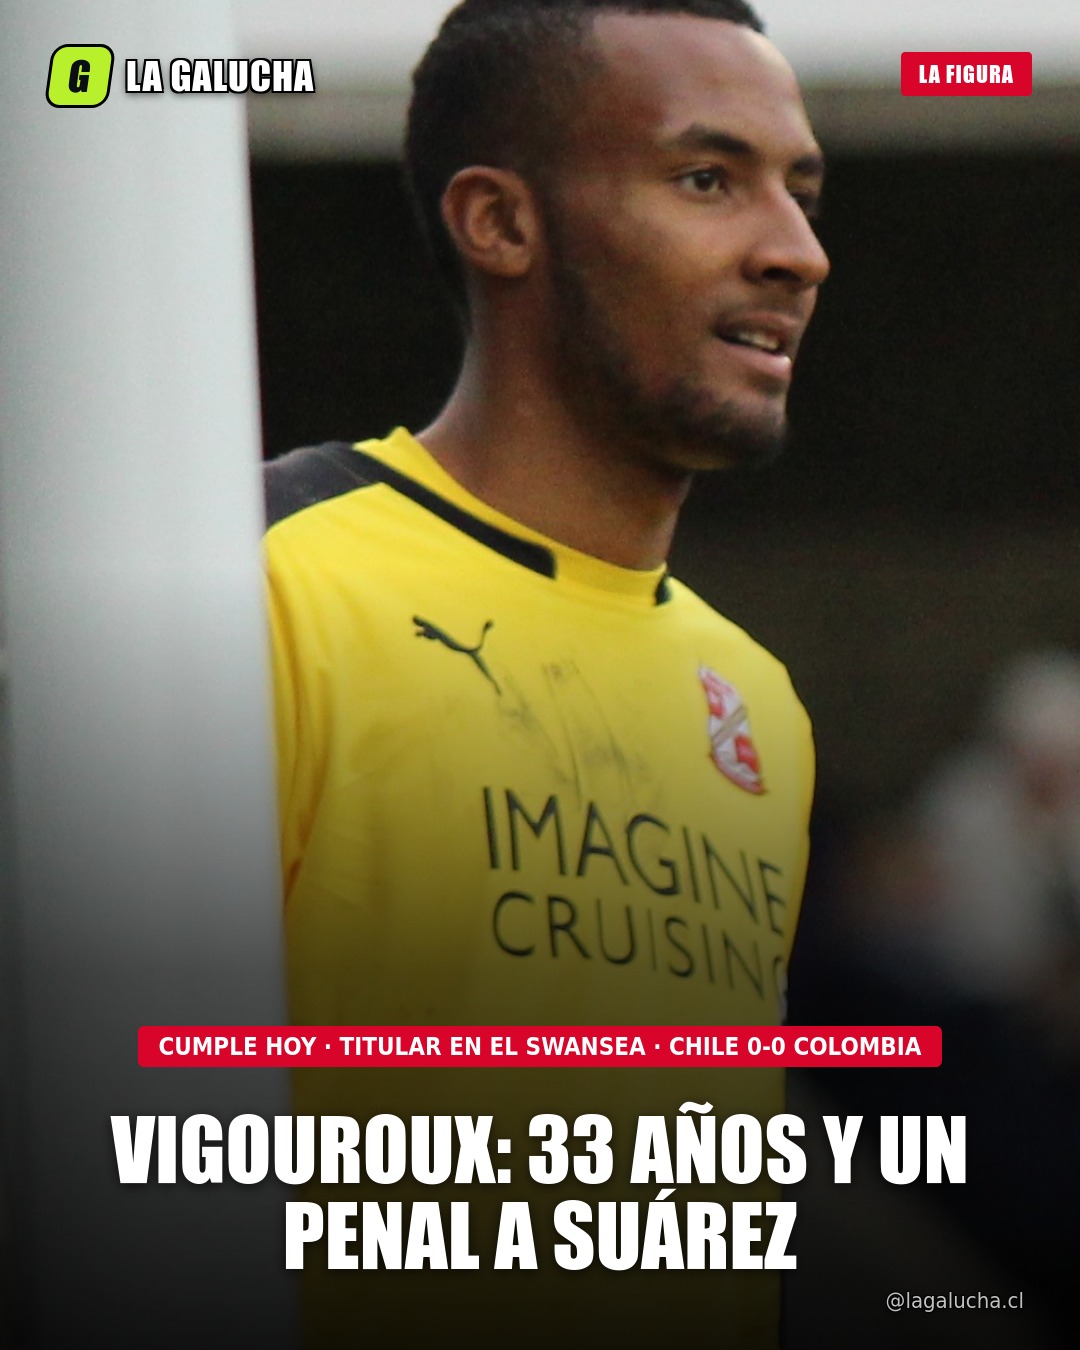 G LA GALUCHA
LA FIGURA
IMAGINE
CRUISING
CUMPLE HOY · TITULAR EN EL SWANSEA · CHILE 0-0 COLOMBIA
VIGOUROUX: 33 AÑOS Y UN
PENAL A SUÁREZ
@lagalucha.cl